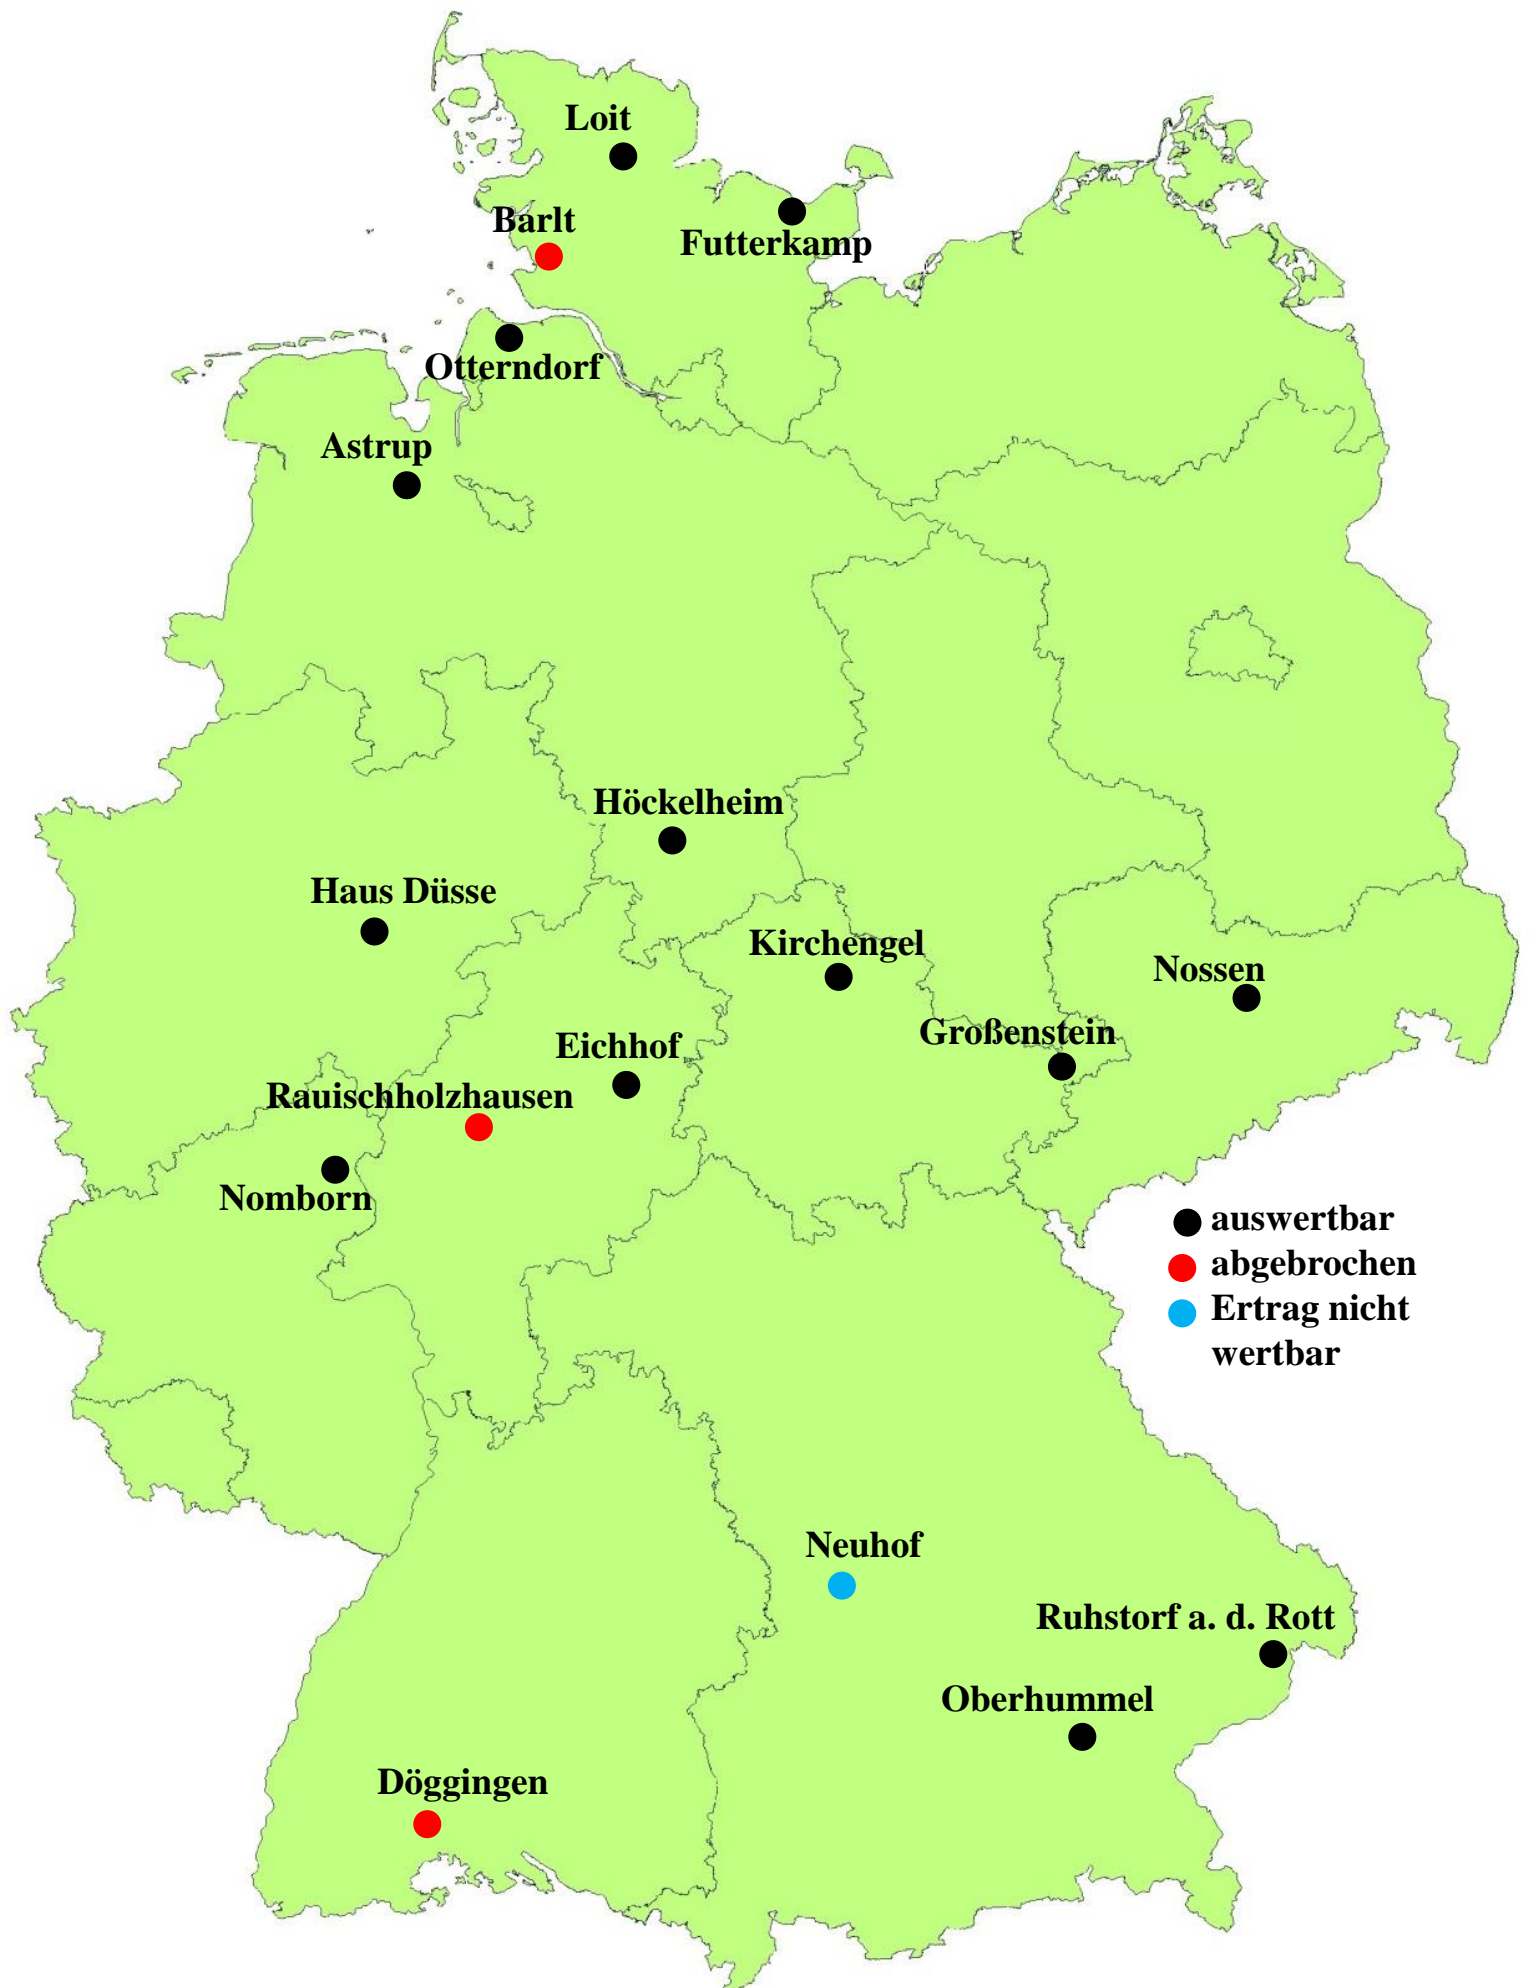 Loit
Barlt
Futterkamp
Otterndorf
Astrup
Höckelheim
Haus Düsse
Kirchengel
Nossen
Großenstein
Eichhof
Rauischholzhausen
Nomborn
auswertbar
abgebrochen
Ertrag nicht
wertbar
Neuhof
Ruhstorf a. d. Rott
Oberhummel
Döggingen